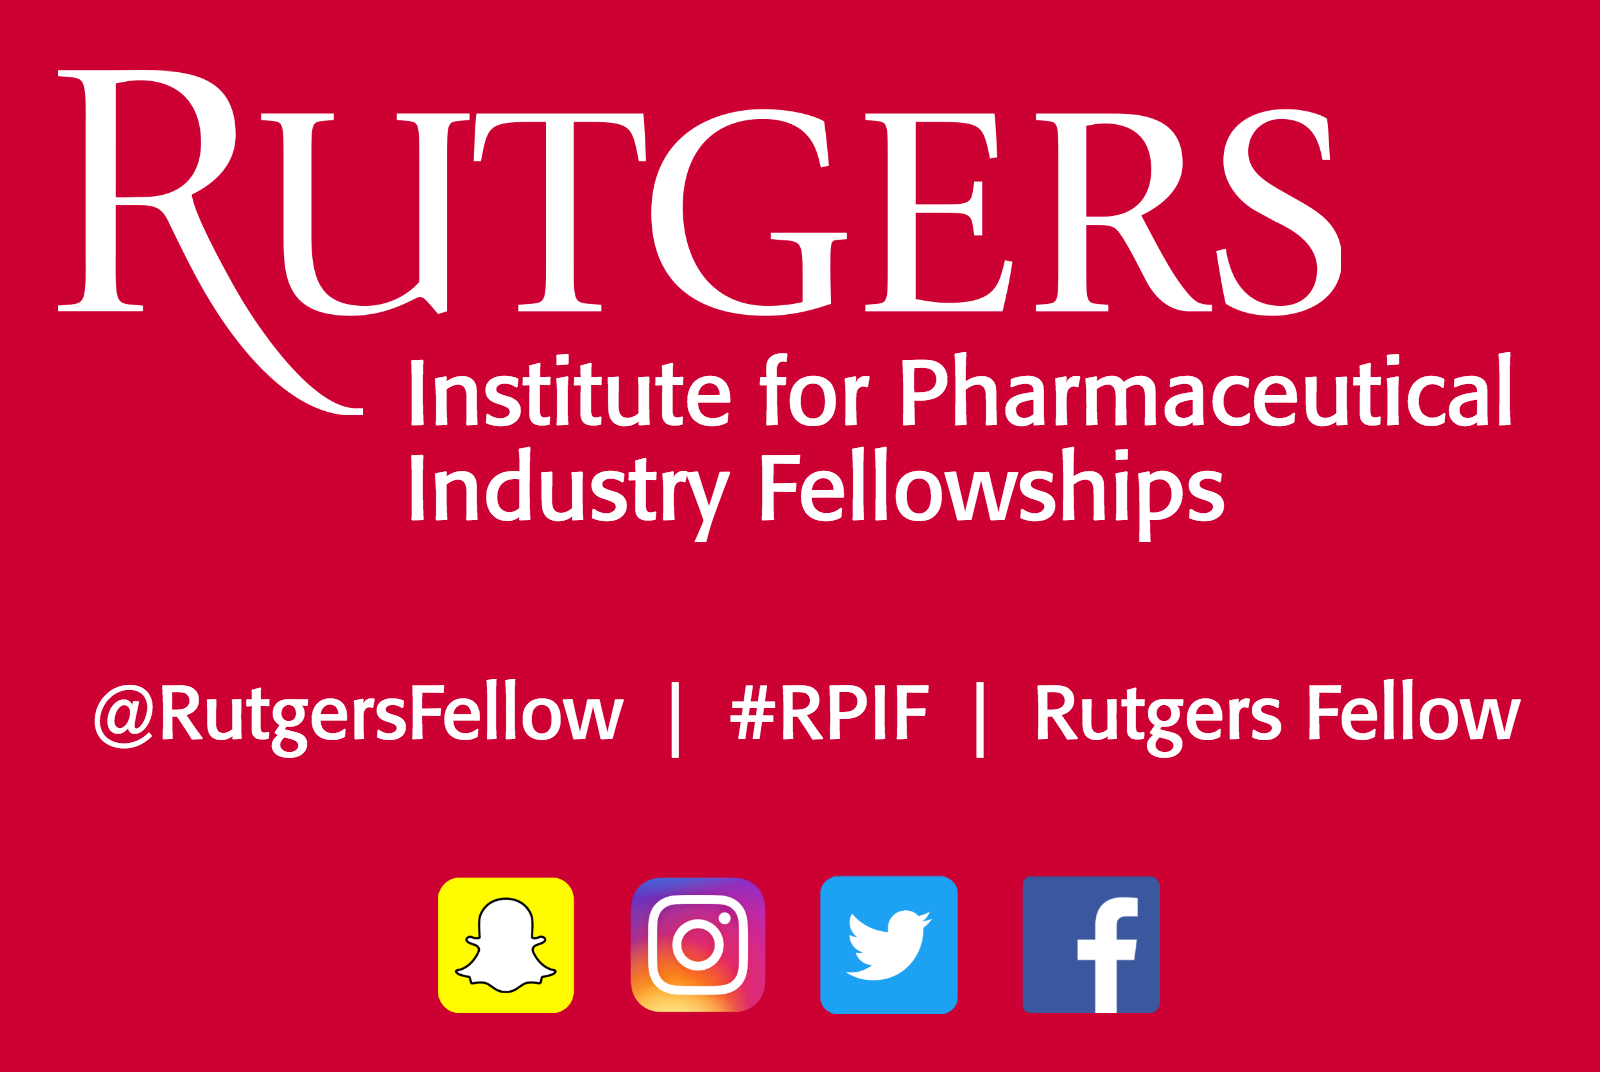 RUTGERS
Institute for Pharmaceutical
Industry Fellowships
@RutgersFellow | #RPIF | Rutgers Fellow